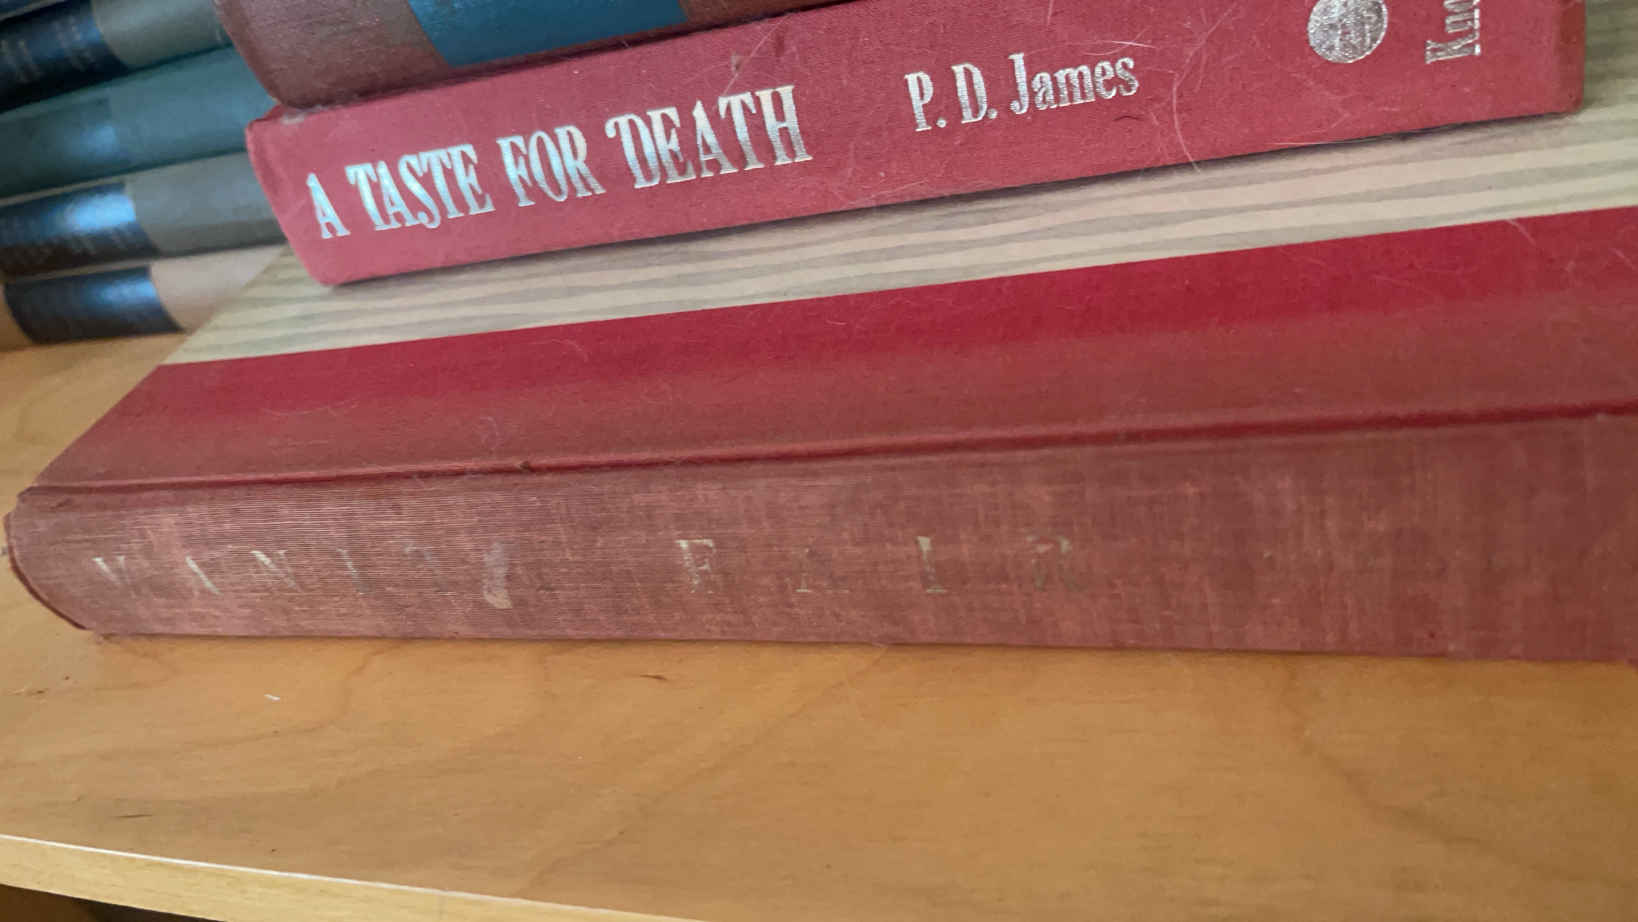 A TASTE FOR DEATH P. D. James
VANITY FAIR